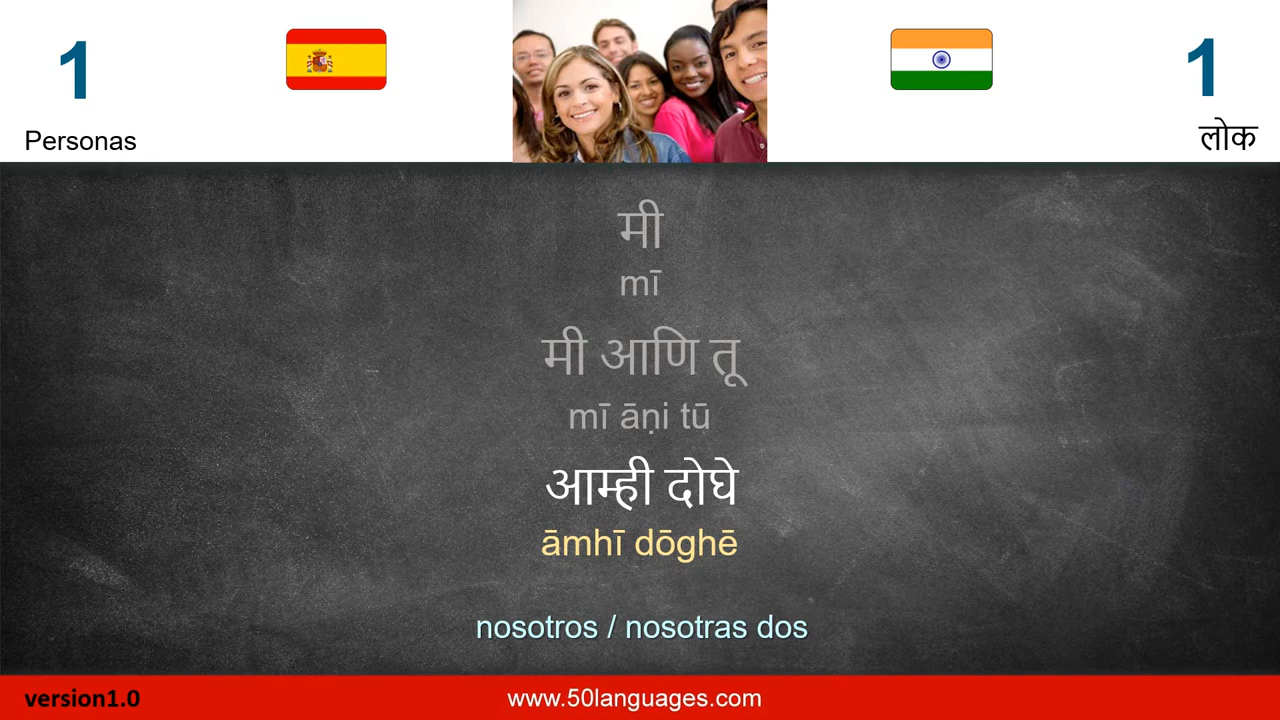 1
1
Personas
लोक
मी
mī
मी आणि तू
mī āṇi tū
आम्ही दोघे
āmhī dōghē
nosotros / nosotras dos
version1.0
www.50languages.com